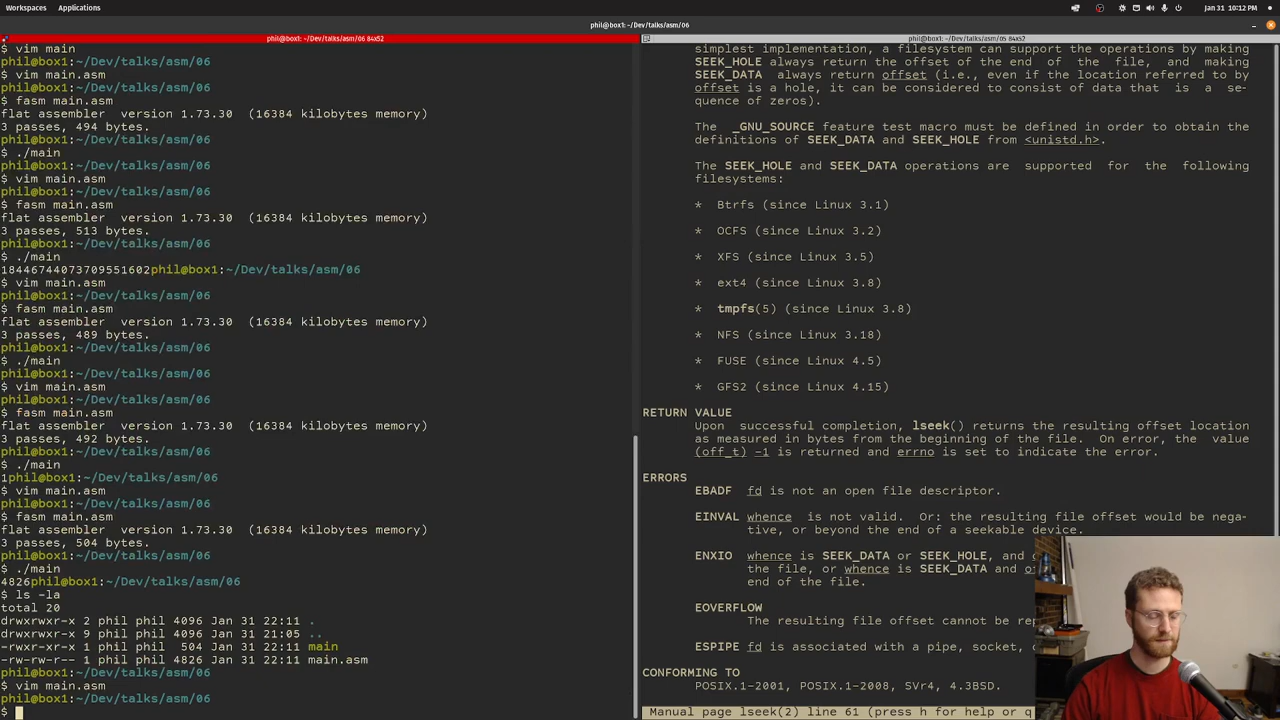 Workspaces Applications
Jan 31 10:12 PM
phil@box1: ~/Dev/talks/asm/06
phil@box1: ~/Dev/talks/asm/06 84x52
$ vim main
phil@box1:~/Dev/talks/asm/06
$ vim main.asm
phil@box1:~/Dev/talks/asm/06
$ fasm main.asm
flat assembler  version 1.73.30  (16384 kilobytes memory)
3 passes, 494 bytes.
phil@box1:~/Dev/talks/asm/06
$ ./main
phil@box1:~/Dev/talks/asm/06
$ vim main.asm
phil@box1:~/Dev/talks/asm/06
$ fasm main.asm
flat assembler  version 1.73.30  (16384 kilobytes memory)
3 passes, 513 bytes.
phil@box1:~/Dev/talks/asm/06
$ ./main
18446744073709551602phil@box1:~/Dev/talks/asm/06
$ vim main.asm
phil@box1:~/Dev/talks/asm/06
$ fasm main.asm
flat assembler  version 1.73.30  (16384 kilobytes memory)
3 passes, 489 bytes.
phil@box1:~/Dev/talks/asm/06
$ ./main
phil@box1:~/Dev/talks/asm/06
$ vim main.asm
phil@box1:~/Dev/talks/asm/06
$ fasm main.asm
flat assembler  version 1.73.30  (16384 kilobytes memory)
3 passes, 492 bytes.
phil@box1:~/Dev/talks/asm/06
$ ./main
1phil@box1:~/Dev/talks/asm/06
$ vim main.asm
phil@box1:~/Dev/talks/asm/06
$ fasm main.asm
flat assembler  version 1.73.30  (16384 kilobytes memory)
3 passes, 504 bytes.
phil@box1:~/Dev/talks/asm/06
$ ./main
4826phil@box1:~/Dev/talks/asm/06
$ ls -la
total 20
drwxrwxr-x 2 phil phil 4096 Jan 31 22:11 .
drwxrwxr-x 9 phil phil 4096 Jan 31 21:05 ..
-rwxr-xr-x 1 phil phil  504 Jan 31 22:11 main
-rw-rw-r-- 1 phil phil 4826 Jan 31 22:11 main.asm
phil@box1:~/Dev/talks/asm/06
$ vim main.asm
phil@box1:~/Dev/talks/asm/06
$
phil@box1: ~/Dev/talks/asm/06 84x52
simplest implementation, a filesystem can support the operations by making
SEEK_HOLE always return the offset of the end of the file, and making
SEEK_DATA always return offset (i.e., even if the location referred to by
offset is a hole, it can be considered to consist of data that is a se-
quence of zeros).
The _GNU_SOURCE feature test macro must be defined in order to obtain the
definitions of SEEK_DATA and SEEK_HOLE from <unistd.h>.
The SEEK_HOLE and SEEK_DATA operations are supported for the following
filesystems:
* Btrfs (since Linux 3.1)
* OCFS (since Linux 3.2)
* XFS (since Linux 3.5)
* ext4 (since Linux 3.8)
* tmpfs(5) (since Linux 3.8)
* NFS (since Linux 3.18)
* FUSE (since Linux 4.5)
* GFS2 (since Linux 4.15)
RETURN VALUE
Upon successful completion, lseek() returns the resulting offset location
as measured in bytes from the beginning of the file. On error, the value
(off_t) -1 is returned and errno is set to indicate the error.
ERRORS
EBADF fd is not an open file descriptor.
EINVAL whence is not valid. Or: the resulting file offset would be nega-
tive, or beyond the end of a seekable device.
ENXIO whence is SEEK_DATA or SEEK_HOLE, and
the file, or whence is SEEK_DATA and
end of the file.
EOVERFLOW
The resulting file offset cannot be
ESPIPE fd is associated with a pipe, socket,
CONFORMING TO
POSIX.1-2001, POSIX.1-2008, SVr4, 4.3BSD.
Manual page lseek(2) line 61 (press h for help or q